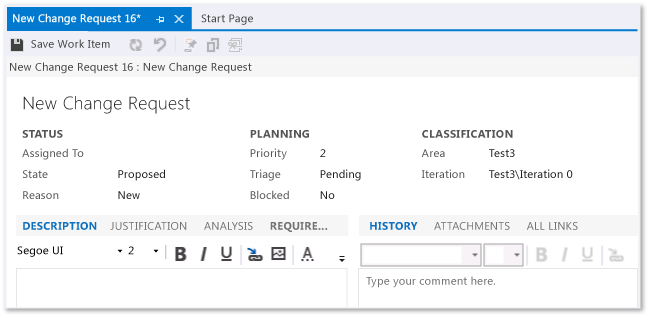 New Change Request 16* Start Page
Save Work Item
New Change Request 16 : New Change Request
New Change Request
STATUS PLANNING CLASSIFICATION
Assigned To Priority 2 Area Test3
State Proposed Triage Pending Iteration Test3\Iteration 0
Reason New Blocked No
DESCRIPTION JUSTIFICATION ANALYSIS REQUIRE... HISTORY ATTACHMENTS ALL LINKS
Segoe UI 2 B I U A B I U
Type your comment here.